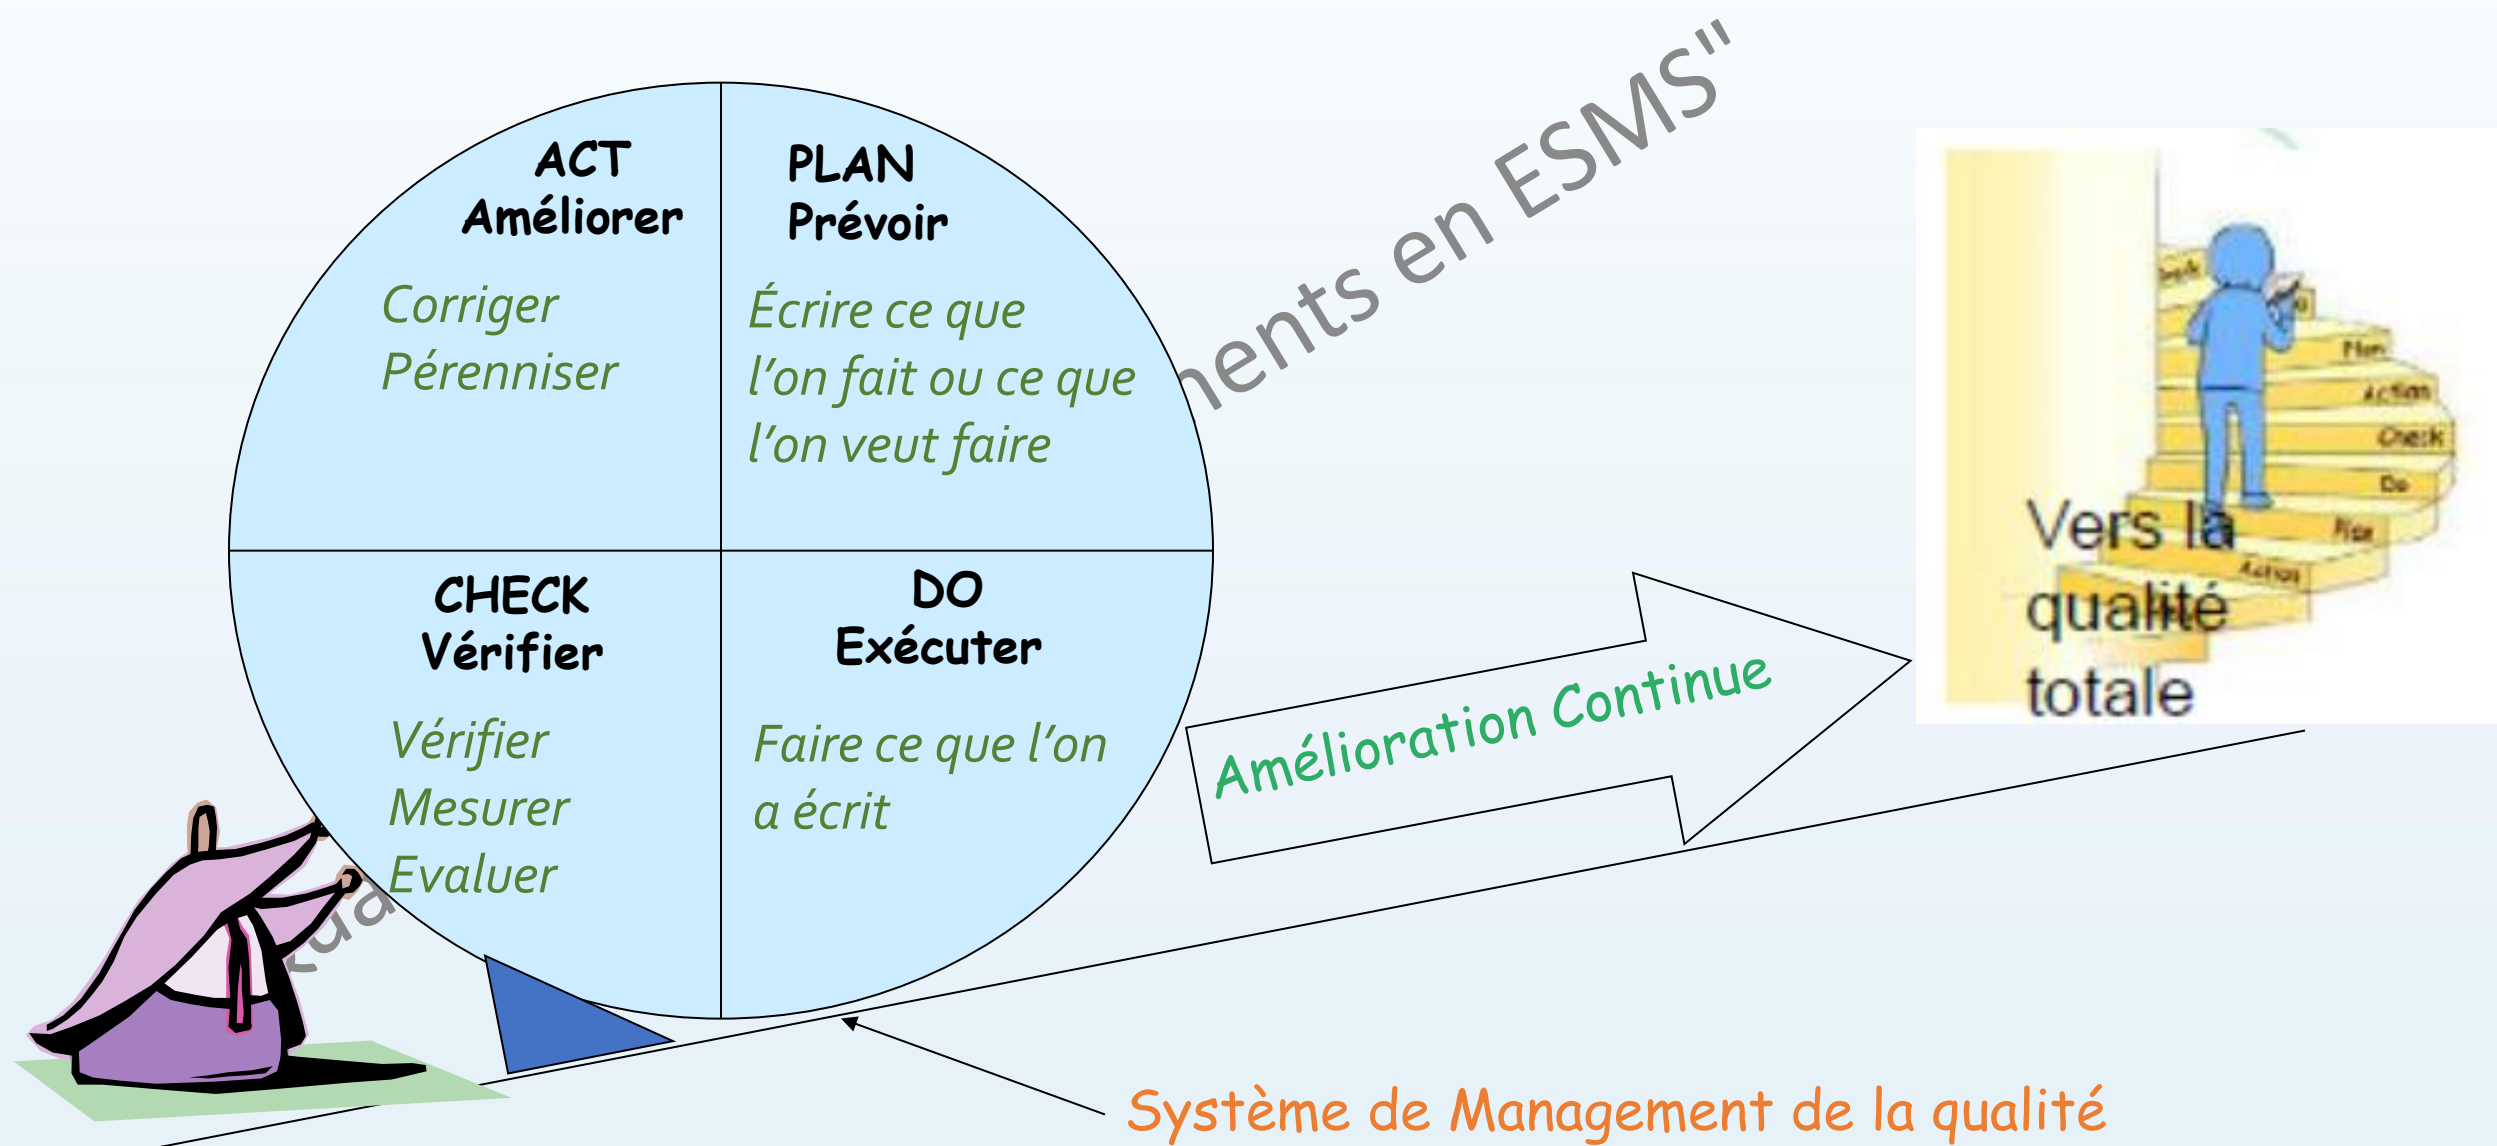 ACT
Améliorer
Corriger
Pérenniser
PLAN
Prévoir
Écrire ce que
l’on fait ou ce que
l’on veut faire
CHECK
Vérifier
Vérifier
Mesurer
Evaluer
DO
Exécuter
Faire ce que l’on
a écrit
en ESMS"
Amélioration Continue
Plan
Action
Check
Do
Plan
Action
Vers la
qualité
totale
Système de Management de la qualité